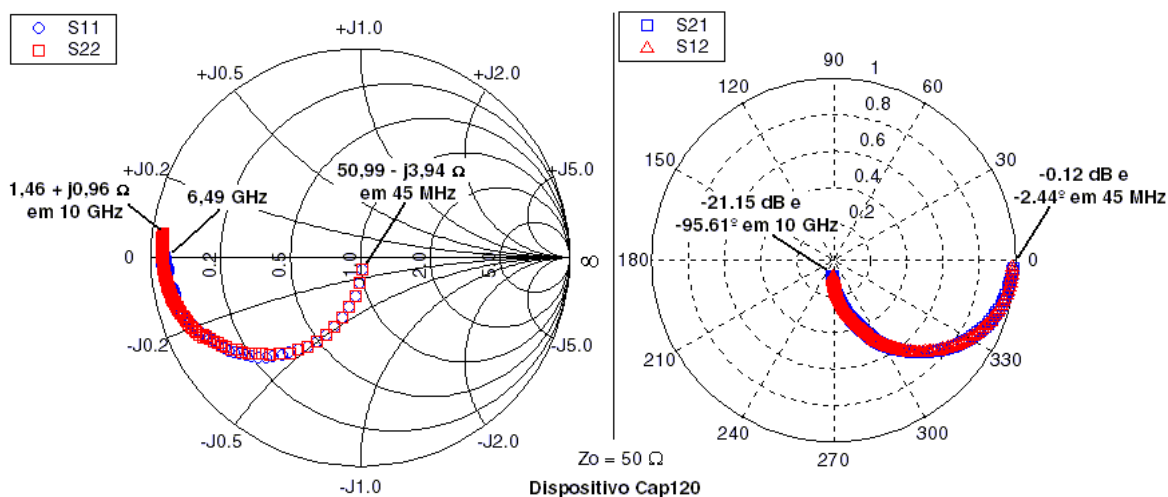 S11
S22
+J1.0
+J0.5
+J2.0
+J0.2
+J5.0
50,99 - j3,94 Ω
em 45 MHz
1,46 + j0,96 Ω
em 10 GHz
6,49 GHz
0
0.2
0.5
1.0
2.0
5.0
∞
-J0.2
-J5.0
-J0.5
-J2.0
-J1.0
S21
S12
90
1
120
60
0.8
0.6
150
0.4
30
0.2
-0.12 dB e
-2.44º em 45 MHz
-21.15 dB e
-95.61º em 10 GHz
180
0
210
330
240
300
270
Zo = 50 Ω
Dispositivo Cap120